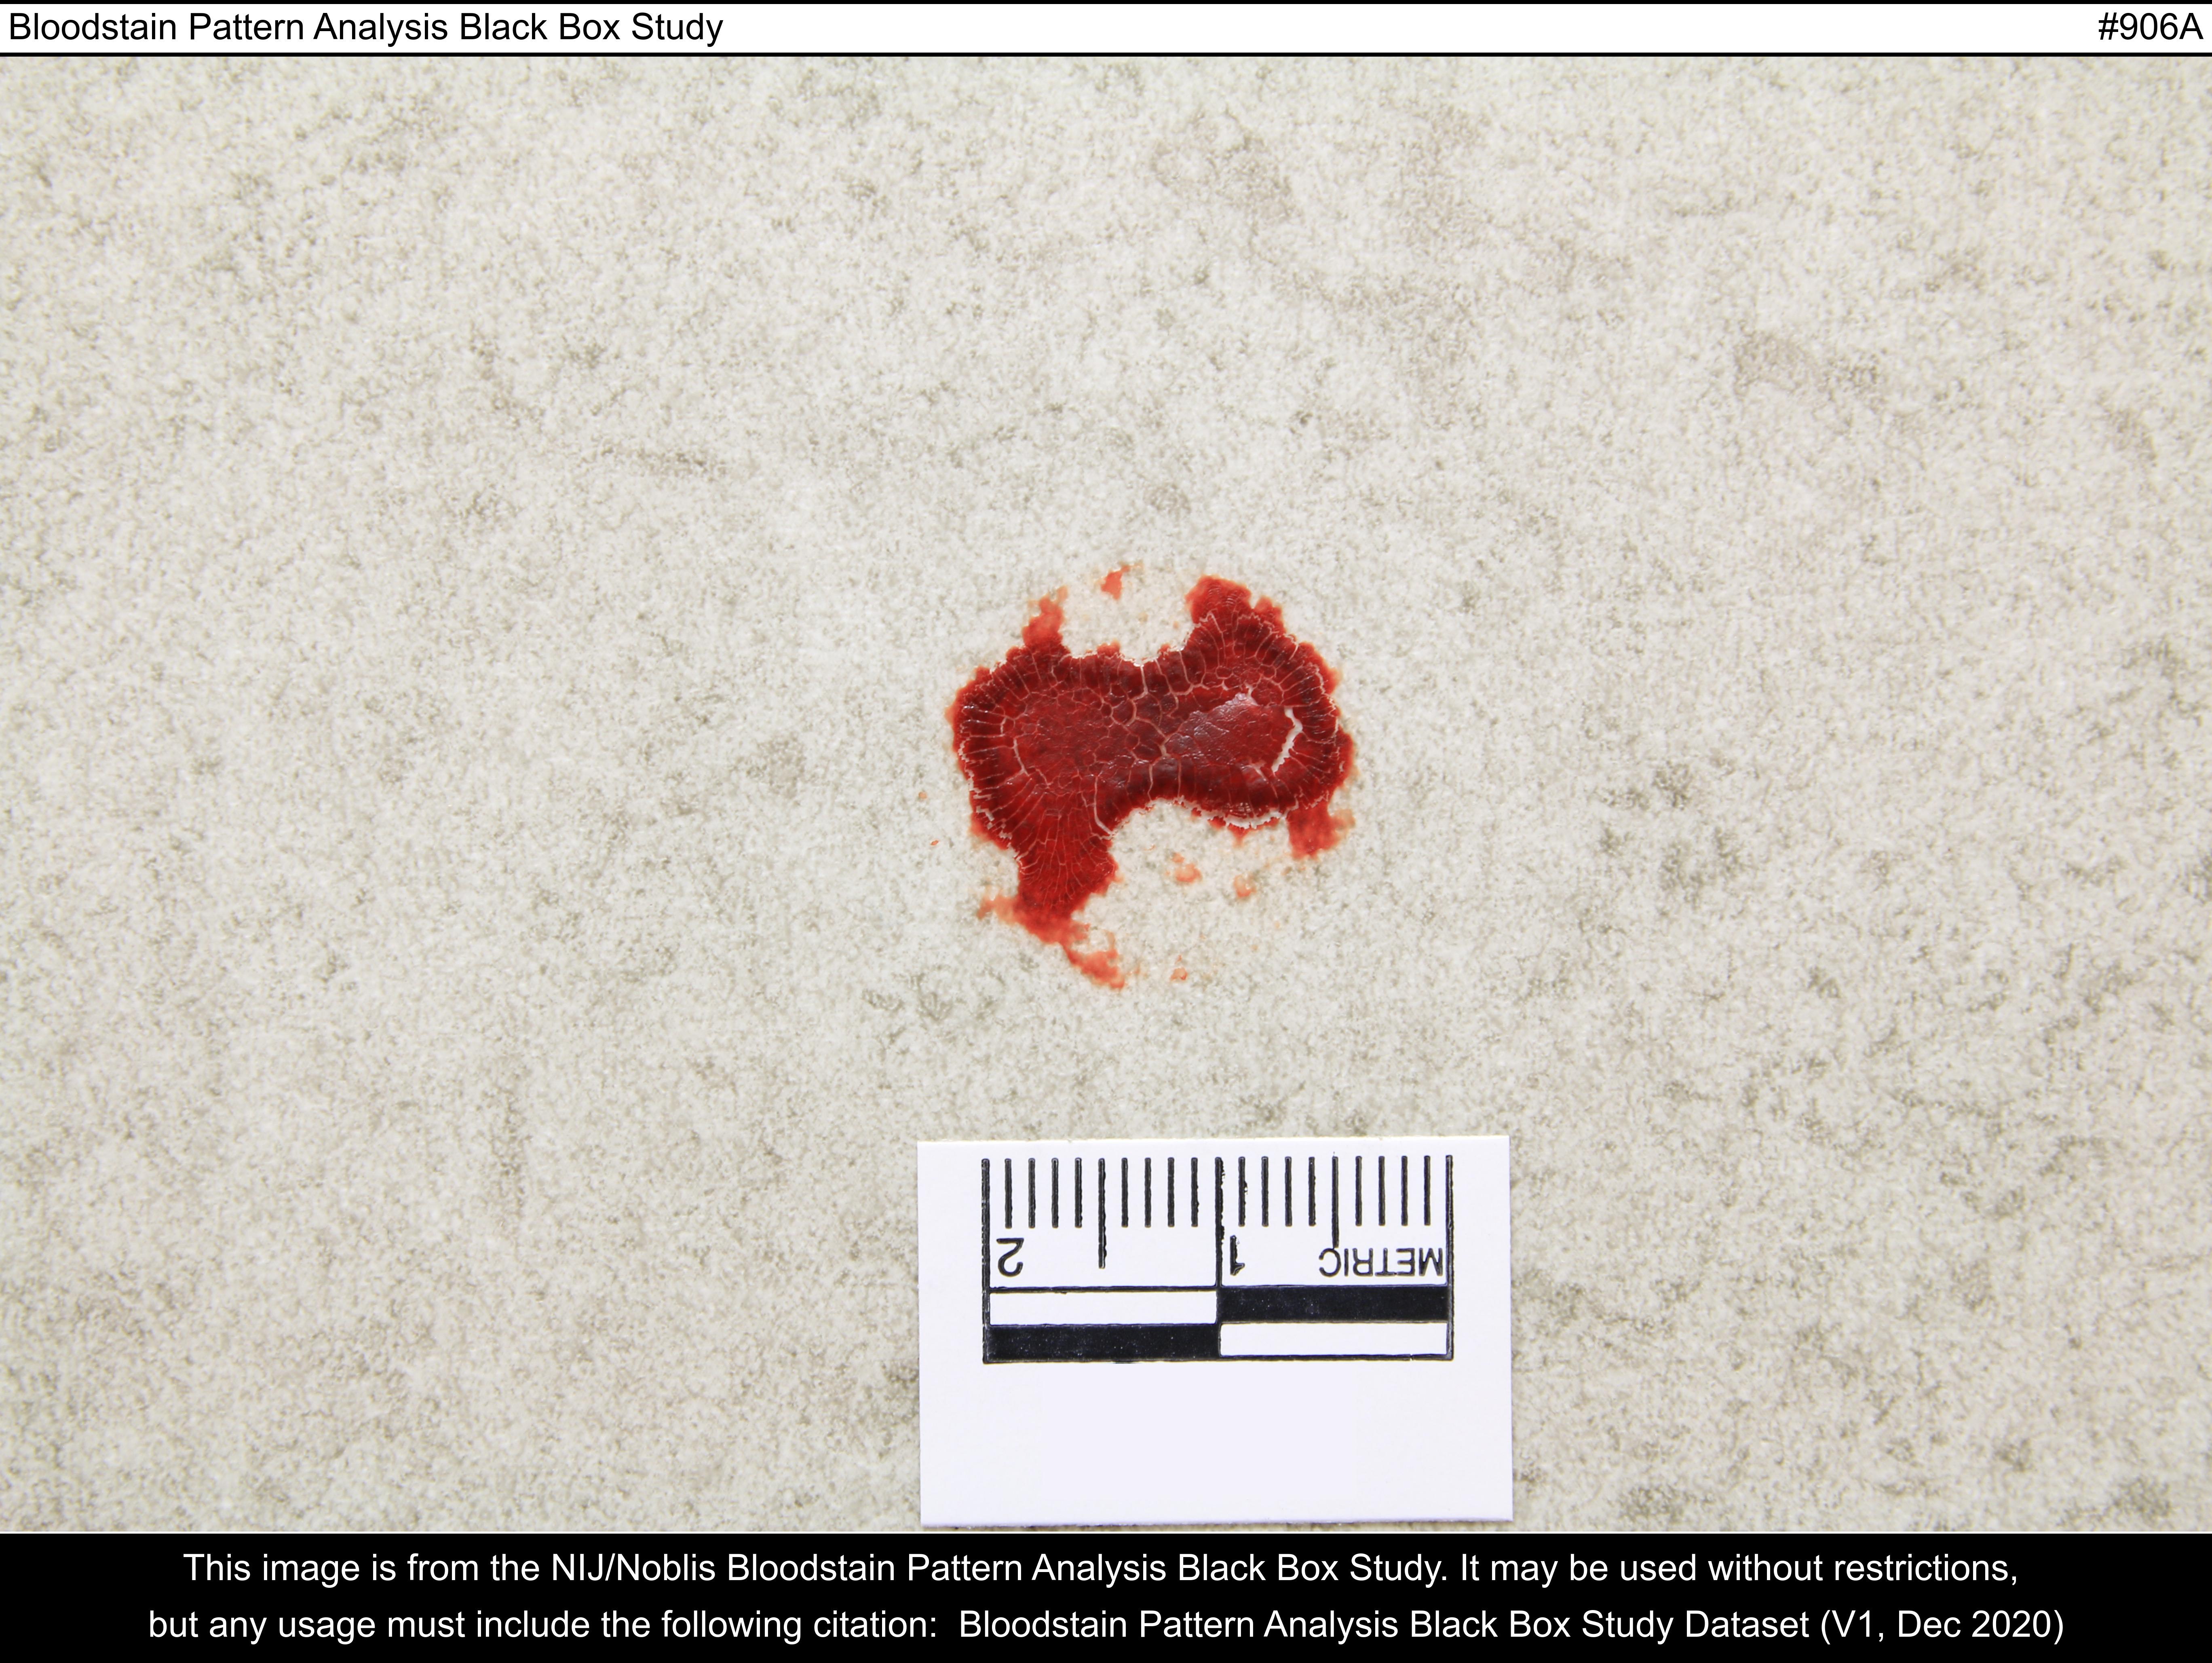 Bloodstain Pattern Analysis Black Box Study #906A
2 1 METRIC
This image is from the NIJ/Noblis Bloodstain Pattern Analysis Black Box Study. It may be used without restrictions,
but any usage must include the following citation: Bloodstain Pattern Analysis Black Box Study Dataset (V1, Dec 2020)